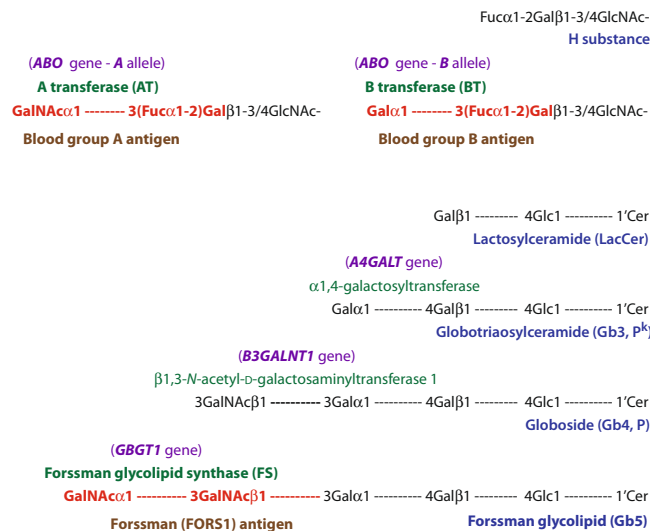 Fucα1-2Galβ1-3/4GlcNAc-
H substance
(ABO gene - A allele) (ABO gene - B allele)
A transferase (AT) B transferase (BT)
GalNAcα1 -------- 3(Fucα1-2)Galβ1-3/4GlcNAc- Galα1 -------- 3(Fucα1-2)Galβ1-3/4GlcNAc-
Blood group A antigen Blood group B antigen
Galβ1 --------- 4Glc1 ---------- 1'Cer
Lactosylceramide (LacCer)
(A4GALT gene)
α1,4-galactosyltransferase
Galα1 ---------- 4Galβ1 --------- 4Glc1 ---------- 1'Cer
Globotriaosylceramide (Gb3, Pk)
(B3GALNT1 gene)
β1,3-N-acetyl-D-galactosaminyltransferase 1
3GalNAcβ1 ---------- 3Galα1 ---------- 4Galβ1 --------- 4Glc1 ---------- 1'Cer
Globoside (Gb4, P)
(GBGT1 gene)
Forssman glycolipid synthase (FS)
GalNAcα1 ---------- 3GalNAcβ1 ---------- 3Galα1 ---------- 4Galβ1 --------- 4Glc1 ---------- 1'Cer
Forssman (FORS1) antigen Forssman glycolipid (Gb5)